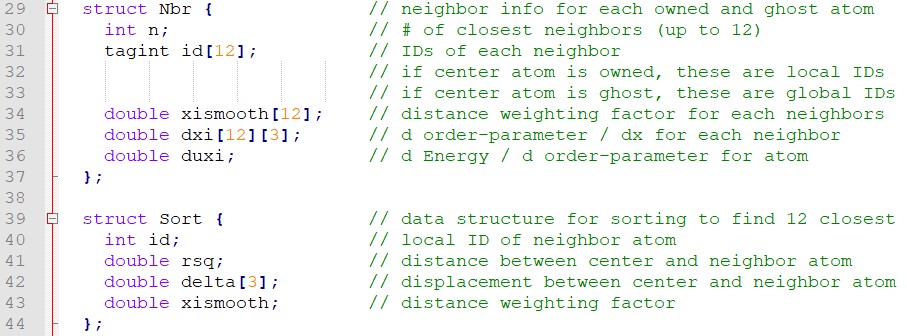 29 struct Nbr { // neighbor info for each owned and ghost atom
30 int n; // # of closest neighbors (up to 12)
31 tagint id[12]; // IDs of each neighbor
32 // if center atom is owned, these are local IDs
33 // if center atom is ghost, these are global IDs
34 double xismooth[12]; // distance weighting factor for each neighbors
35 double dxi[12][3]; // d order-parameter / dx for each neighbor
36 double duxi; // d Energy / d order-parameter for atom
37 };
38
39 struct Sort { // data structure for sorting to find 12 closest
40 int id; // local ID of neighbor atom
41 double rsq; // distance between center and neighbor atom
42 double delta[3]; // displacement between center and neighbor atom
43 double xismooth; // distance weighting factor
44 };